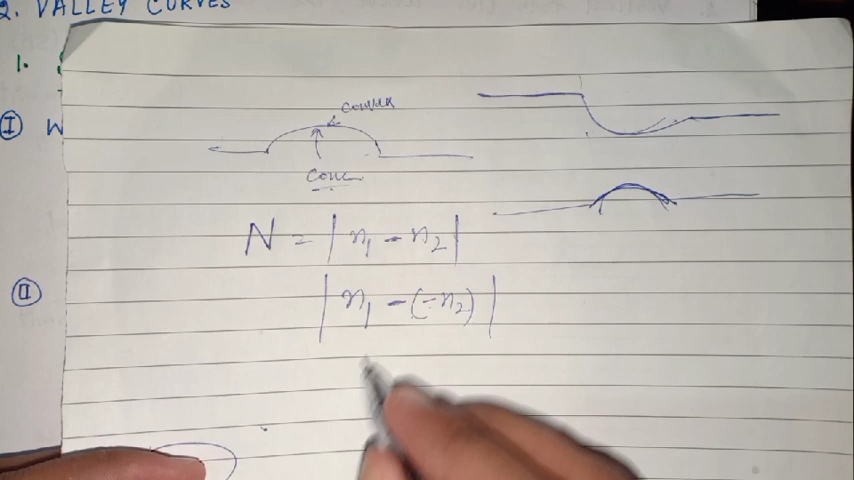 2. VALLEY CURVES
1.
I W
Convex
Conc
N = | n₁ - n₂ |
II
| n₁ - (-n₂) |